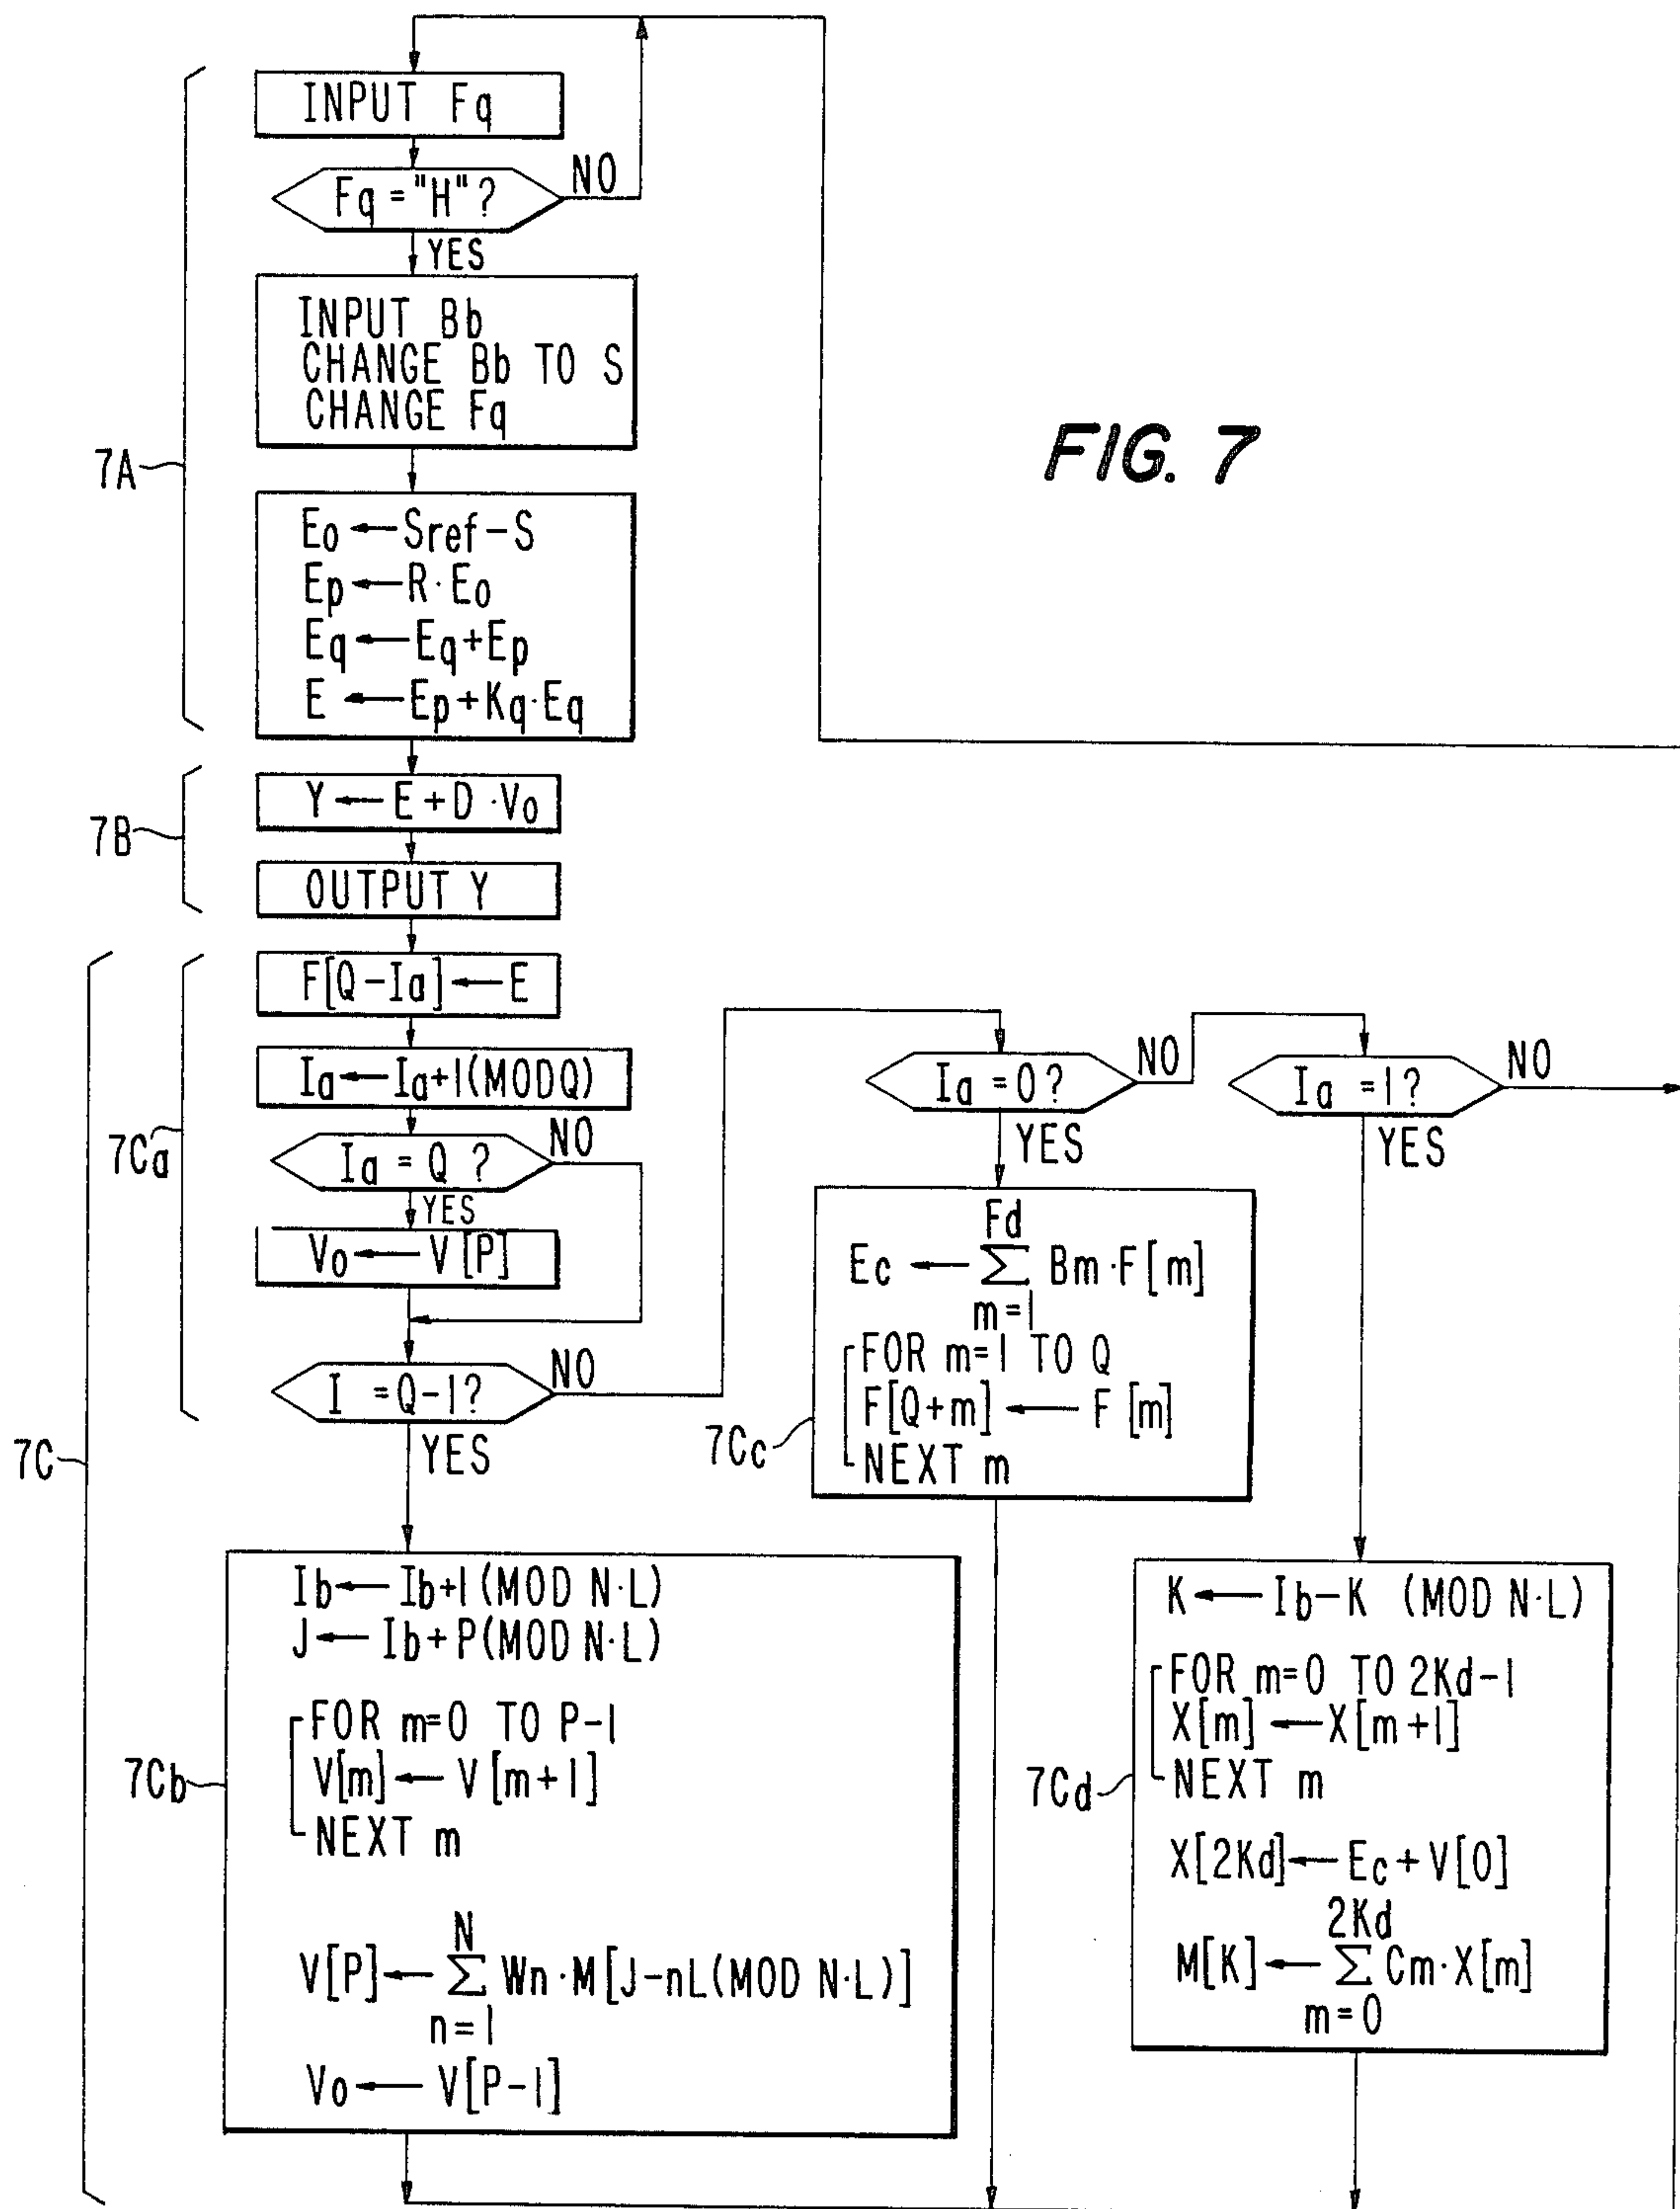 INPUT Fq
Fq = "H" ?
NO
YES
INPUT Bb
CHANGE Bb TO S
CHANGE Fq
FIG. 7
7A
Eo ← Sref − S
Ep ← R · Eo
Eq ← Eq + Ep
E ← Ep + Kq · Eq
7B
Y ← E + D · Vo
OUTPUT Y
7C
7Ca
F[Q − Ia] ← E
Ia ← Ia + 1 (MOD Q)
Ia = Q ?
NO
YES
Vo ← V[P]
I = Q − 1 ?
NO
YES
Ia = 0 ?
NO
YES
Ia = 1 ?
NO
YES
7Cc
Fd
Ec ← Σ Bm · F[m]
m = 1
FOR m = 1 TO Q
F[Q + m] ← F[m]
NEXT m
7Cb
Ib ← Ib + 1 (MOD N·L)
J ← Ib + P (MOD N·L)
FOR m = 0 TO P − 1
V[m] ← V[m + 1]
NEXT m
N
V[P] ← Σ Wn · M[J − nL (MOD N·L)]
n = 1
Vo ← V[P − 1]
7Cd
K ← Ib − K (MOD N·L)
FOR m = 0 TO 2Kd − 1
X[m] ← X[m + 1]
NEXT m
X[2Kd] ← Ec + V[0]
2Kd
M[K] ← Σ Cm · X[m]
m = 0